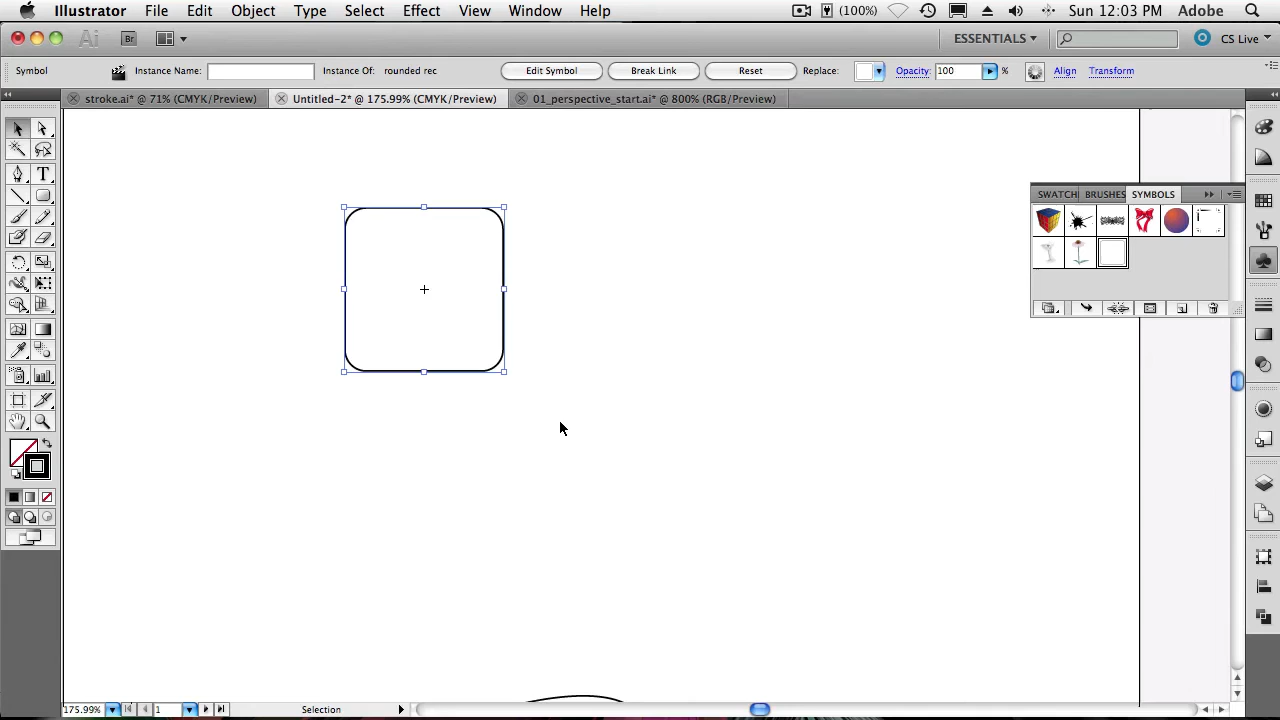 Illustrator File Edit Object Type Select Effect View Window Help (100%) Sun 12:03 PM Adobe
Ai Br ESSENTIALS CS Live
Symbol Instance Name: Instance Of: rounded rec Edit Symbol Break Link Reset Replace: Opacity: 100 % Align Transform
stroke.ai* @ 71% (CMYK/Preview) Untitled-2* @ 175.99% (CMYK/Preview) 01_perspective_start.ai* @ 800% (RGB/Preview)
SWATCH BRUSHES SYMBOLS
T
175.99% 1 Selection